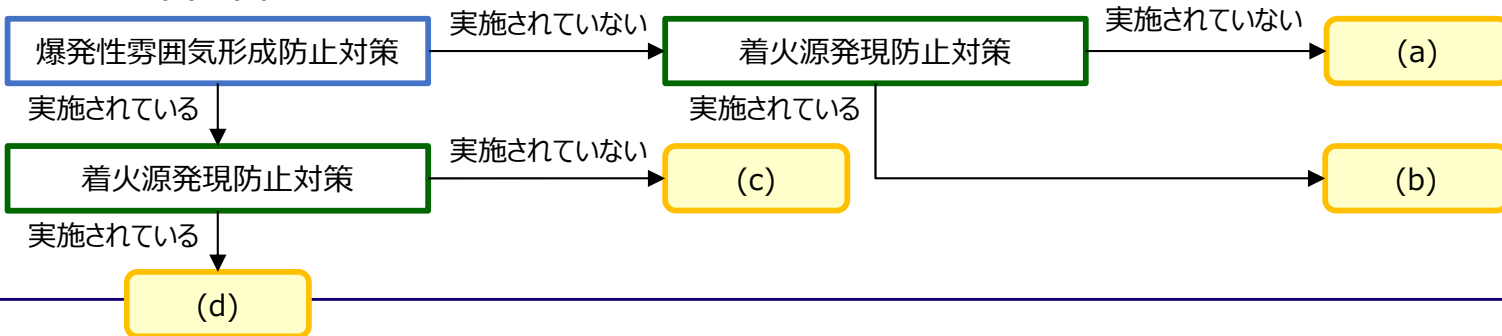 爆発性雰囲気形成防止対策
実施されていない
着火源発現防止対策
実施されていない
(a)
実施されている
実施されている
着火源発現防止対策
実施されていない
(c)
(b)
実施されている
(d)